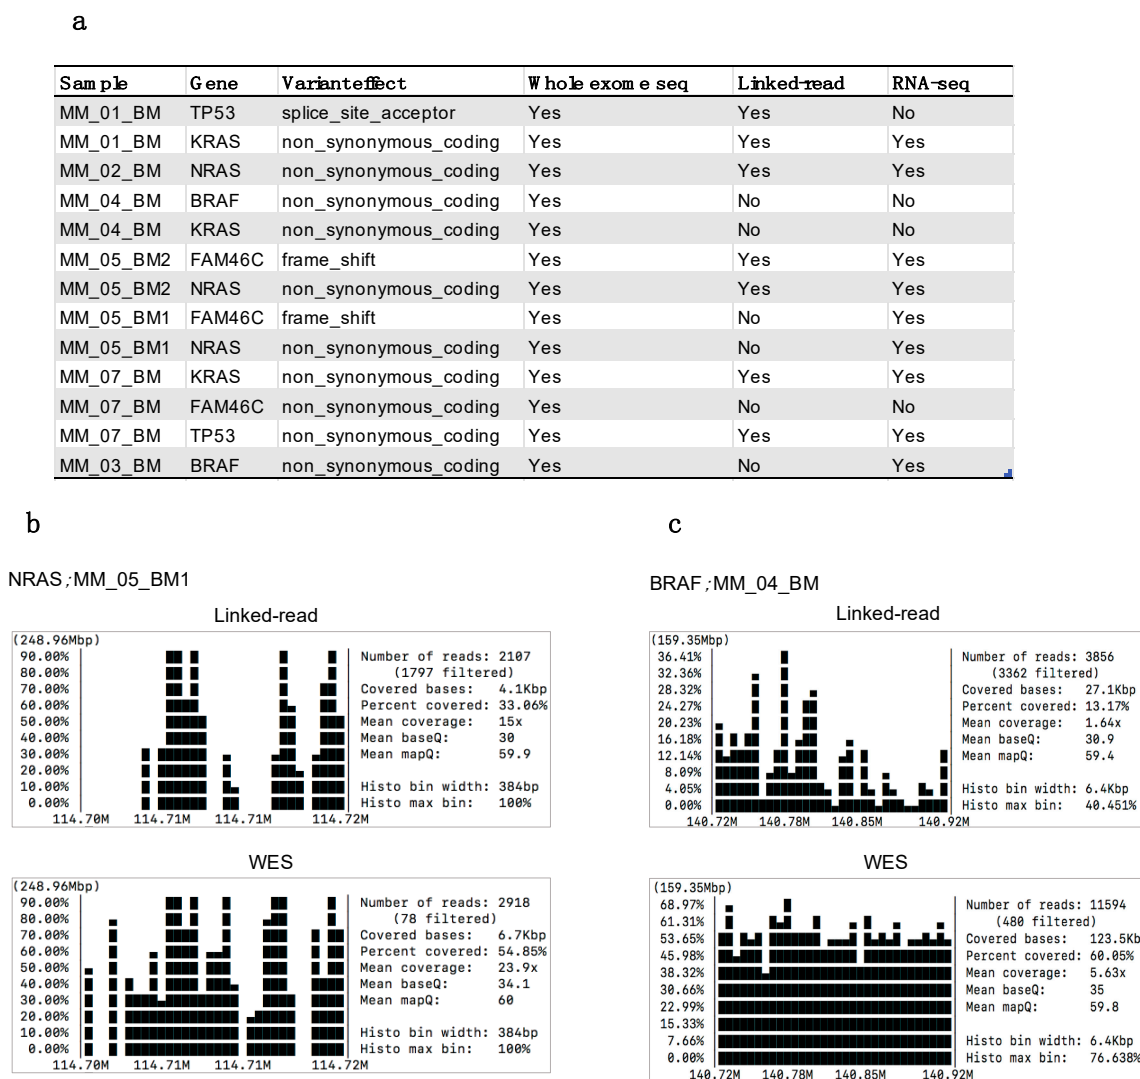 a
Sample Gene Varianteffect Whole exome seq Linked-read RNA-seq
MM_01_BM TP53 splice_site_acceptor Yes Yes No
MM_01_BM KRAS non_synonymous_coding Yes Yes Yes
MM_02_BM NRAS non_synonymous_coding Yes Yes Yes
MM_04_BM BRAF non_synonymous_coding Yes No No
MM_04_BM KRAS non_synonymous_coding Yes No No
MM_05_BM2 FAM46C frame_shift Yes Yes Yes
MM_05_BM2 NRAS non_synonymous_coding Yes Yes Yes
MM_05_BM1 FAM46C frame_shift Yes No Yes
MM_05_BM1 NRAS non_synonymous_coding Yes No Yes
MM_07_BM KRAS non_synonymous_coding Yes Yes Yes
MM_07_BM FAM46C non_synonymous_coding Yes No No
MM_07_BM TP53 non_synonymous_coding Yes Yes Yes
MM_03_BM BRAF non_synonymous_coding Yes No Yes
b
NRAS;MM_05_BM1
Linked-read
(248.96Mbp)
90.00% Number of reads: 2107
80.00% (1797 filtered)
70.00% Covered bases: 4.1Kbp
60.00% Percent covered: 33.06%
50.00% Mean coverage: 15x
40.00% Mean baseQ: 30
30.00% Mean mapQ: 59.9
20.00%
10.00% Histo bin width: 384bp
0.00% Histo max bin: 100%
114.70M 114.71M 114.71M 114.72M
WES
(248.96Mbp)
90.00% Number of reads: 2918
80.00% (78 filtered)
70.00% Covered bases: 6.7Kbp
60.00% Percent covered: 54.85%
50.00% Mean coverage: 23.9x
40.00% Mean baseQ: 34.1
30.00% Mean mapQ: 60
20.00%
10.00% Histo bin width: 384bp
0.00% Histo max bin: 100%
114.70M 114.71M 114.71M 114.72M
c
BRAF;MM_04_BM
Linked-read
(159.35Mbp)
36.41% Number of reads: 3856
32.36% (3362 filtered)
28.32% Covered bases: 27.1Kbp
24.27% Percent covered: 13.17%
20.23% Mean coverage: 1.64x
16.18% Mean baseQ: 30.9
12.14% Mean mapQ: 59.4
8.09%
4.05% Histo bin width: 6.4Kbp
0.00% Histo max bin: 40.451%
140.72M 140.78M 140.85M 140.92M
WES
(159.35Mbp)
68.97% Number of reads: 11594
61.31% (480 filtered)
53.65% Covered bases: 123.5Kb
45.98% Percent covered: 60.05%
38.32% Mean coverage: 5.63x
30.66% Mean baseQ: 35
22.99% Mean mapQ: 59.8
15.33%
7.66% Histo bin width: 6.4Kbp
0.00% Histo max bin: 76.638%
140.72M 140.78M 140.85M 140.92M